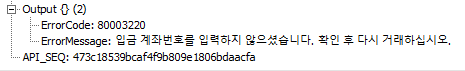 Output {} (2)
ErrorCode: 80003220
ErrorMessage: 입금 계좌번호를 입력하지 않으셨습니다. 확인 후 다시 거래하십시오.
API_SEQ: 473c18539bcaf4f9b809e1806bdaacfa